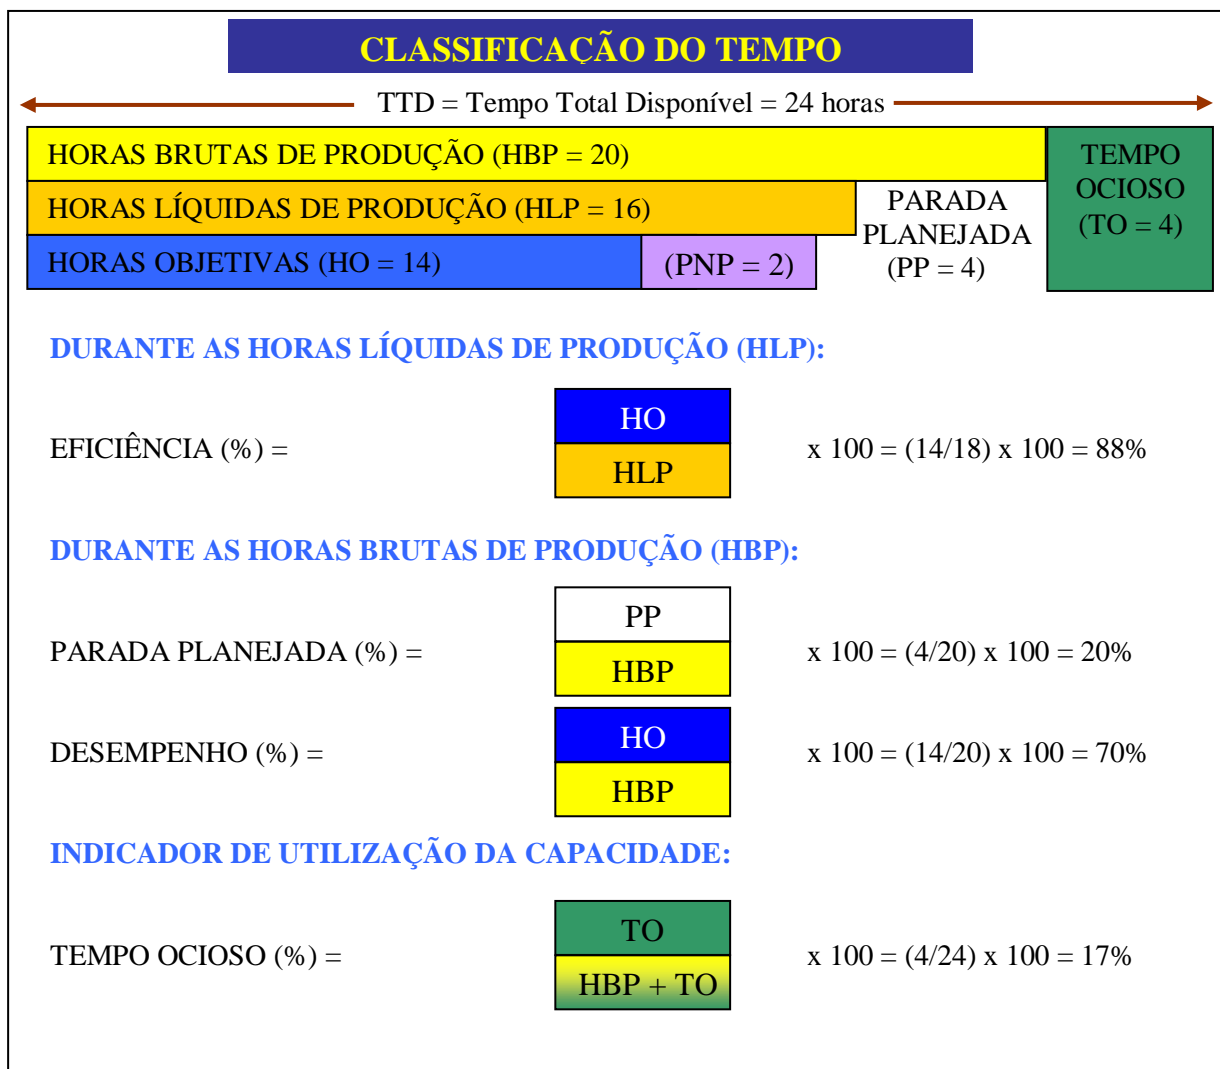 CLASSIFICAÇÃO DO TEMPO
TTD = Tempo Total Disponível = 24 horas
HORAS BRUTAS DE PRODUÇÃO (HBP = 20)
TEMPO
OCIOSO
(TO = 4)
HORAS LÍQUIDAS DE PRODUÇÃO (HLP = 16)
PARADA
PLANEJADA
(PP = 4)
HORAS OBJETIVAS (HO = 14)
(PNP = 2)
DURANTE AS HORAS LÍQUIDAS DE PRODUÇÃO (HLP):
HO
EFICIÊNCIA (%) =
x 100 = (14/18) x 100 = 88%
HLP
DURANTE AS HORAS BRUTAS DE PRODUÇÃO (HBP):
PP
PARADA PLANEJADA (%) =
x 100 = (4/20) x 100 = 20%
HBP
HO
DESEMPENHO (%) =
x 100 = (14/20) x 100 = 70%
HBP
INDICADOR DE UTILIZAÇÃO DA CAPACIDADE:
TO
TEMPO OCIOSO (%) =
x 100 = (4/24) x 100 = 17%
HBP + TO